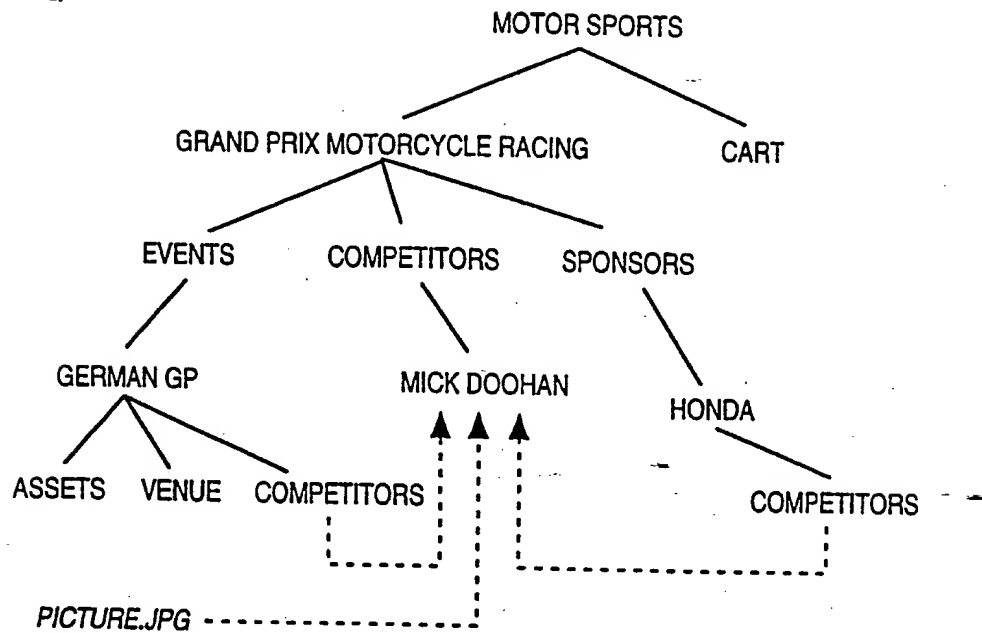 MOTOR SPORTS
GRAND PRIX MOTORCYCLE RACING
CART
EVENTS
COMPETITORS
SPONSORS
GERMAN GP
MICK DOOHAN
HONDA
ASSETS
VENUE
COMPETITORS
COMPETITORS
PICTURE.JPG